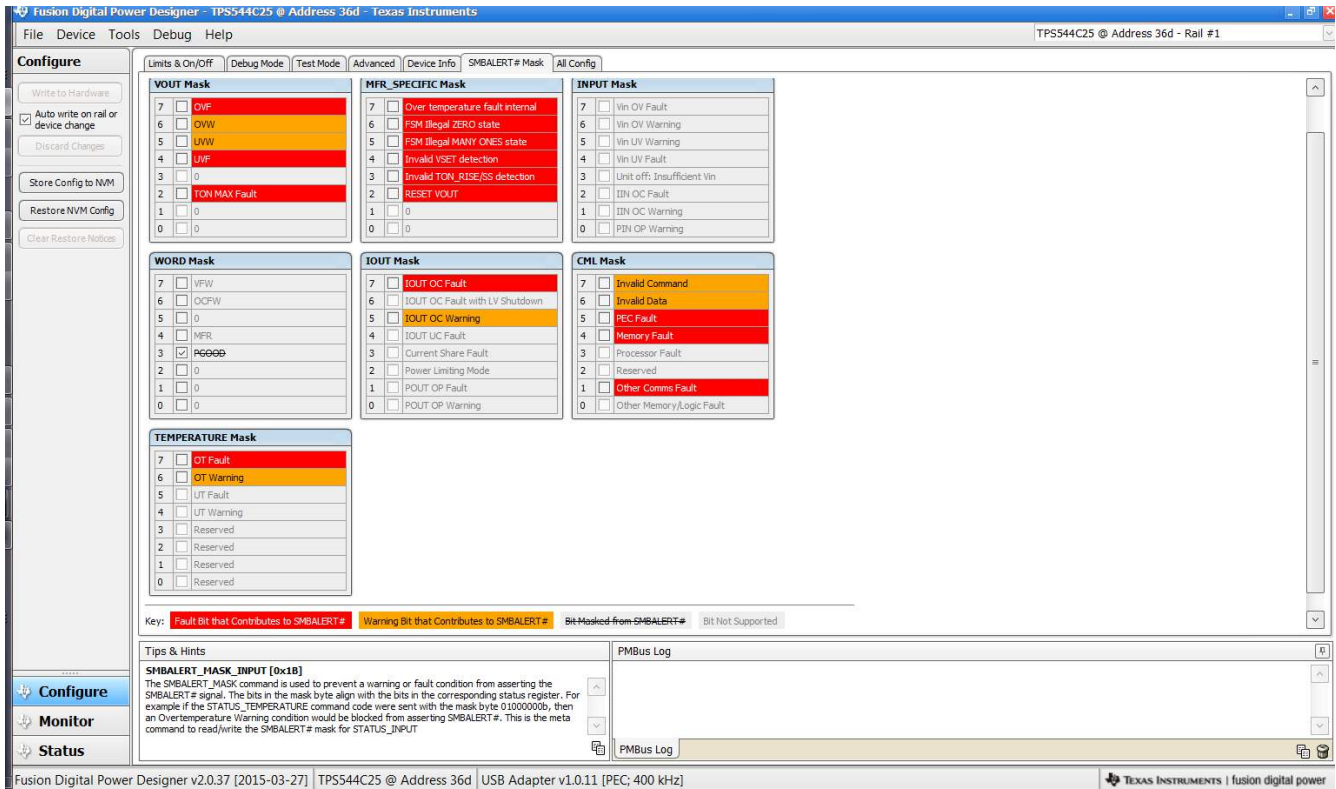 Fusion Digital Power Designer - TPS544C25 @ Address 36d - Texas Instruments
File Device Tools Debug Help
TPS544C25 @ Address 36d - Rail #1
Configure
Write to Hardware
Auto write on rail or
device change
Discard Changes
Store Config to NVM
Restore NVM Config
Clear Restore Notices
Limits & On/Off Debug Mode Test Mode Advanced Device Info SMBALERT# Mask All Config
VOUT Mask
7 OVF
6 OVW
5 UVW
4 UVF
3 0
2 TON MAX Fault
1 0
0 0
MFR_SPECIFIC Mask
7 Over temperature fault internal
6 FSM Illegal ZERO state
5 FSM Illegal MANY ONES state
4 Invalid VSET detection
3 Invalid TON_RISE/SS detection
2 RESET VOUT
1 0
0 0
INPUT Mask
7 Vin OV Fault
6 Vin OV Warning
5 Vin UV Warning
4 Vin UV Fault
3 Unit off: Insufficient Vin
2 IIN OC Fault
1 IIN OC Warning
0 PIN OP Warning
WORD Mask
7 VFW
6 OCFW
5 0
4 MFR
3 PGOOD
2 0
1 0
0 0
IOUT Mask
7 IOUT OC Fault
6 IOUT OC Fault with LV Shutdown
5 IOUT OC Warning
4 IOUT UC Fault
3 Current Share Fault
2 Power Limiting Mode
1 POUT OP Fault
0 POUT OP Warning
CML Mask
7 Invalid Command
6 Invalid Data
5 PEC Fault
4 Memory Fault
3 Processor Fault
2 Reserved
1 Other Comms Fault
0 Other Memory/Logic Fault
TEMPERATURE Mask
7 OT Fault
6 OT Warning
5 UT Fault
4 UT Warning
3 Reserved
2 Reserved
1 Reserved
0 Reserved
Key: Fault Bit that Contributes to SMBALERT# Warning Bit that Contributes to SMBALERT# Bit Masked from SMBALERT# Bit Not Supported
Tips & Hints
SMBALERT_MASK_INPUT [0x1B]
The SMBALERT_MASK command is used to prevent a warning or fault condition from asserting the
SMBALERT# signal. The bits in the mask byte align with the bits in the corresponding status register. For
example if the STATUS_TEMPERATURE command code were sent with the mask byte 01000000b, then
an Overtemperature Warning condition would be blocked from asserting SMBALERT#. This is the meta
command to read/write the SMBALERT# mask for STATUS_INPUT
PMBus Log
PMBus Log
Configure
Monitor
Status
Fusion Digital Power Designer v2.0.37 [2015-03-27] TPS544C25 @ Address 36d USB Adapter v1.0.11 [PEC; 400 kHz]
TEXAS INSTRUMENTS | fusion digital power